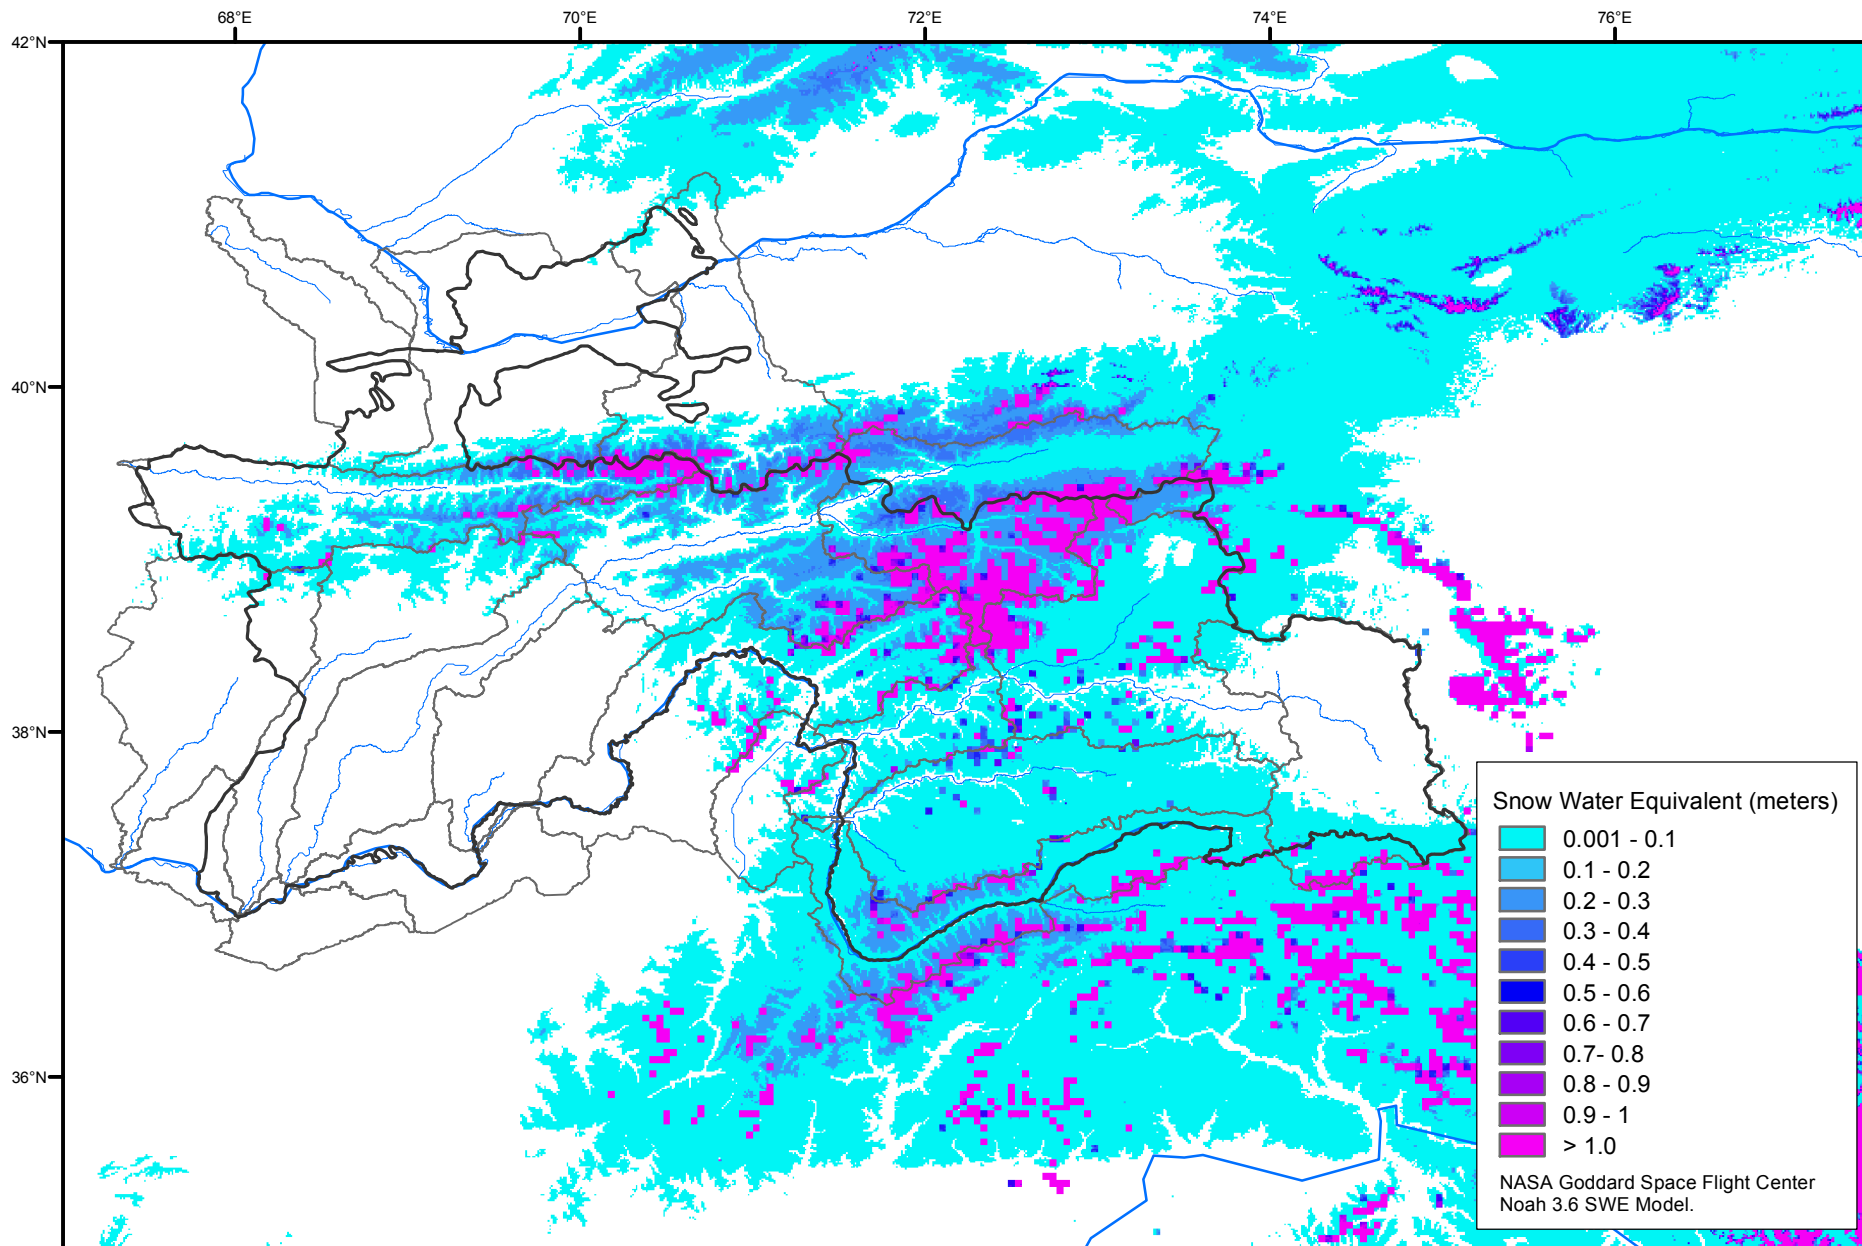 68°E 70°E 72°E 74°E 76°E
42°N
40°N
38°N
36°N
Snow Water Equivalent (meters)
0.001 - 0.1
0.1 - 0.2
0.2 - 0.3
0.3 - 0.4
0.4 - 0.5
0.5 - 0.6
0.6 - 0.7
0.7- 0.8
0.8 - 0.9
0.9 - 1
> 1.0
NASA Goddard Space Flight Center
Noah 3.6 SWE Model.